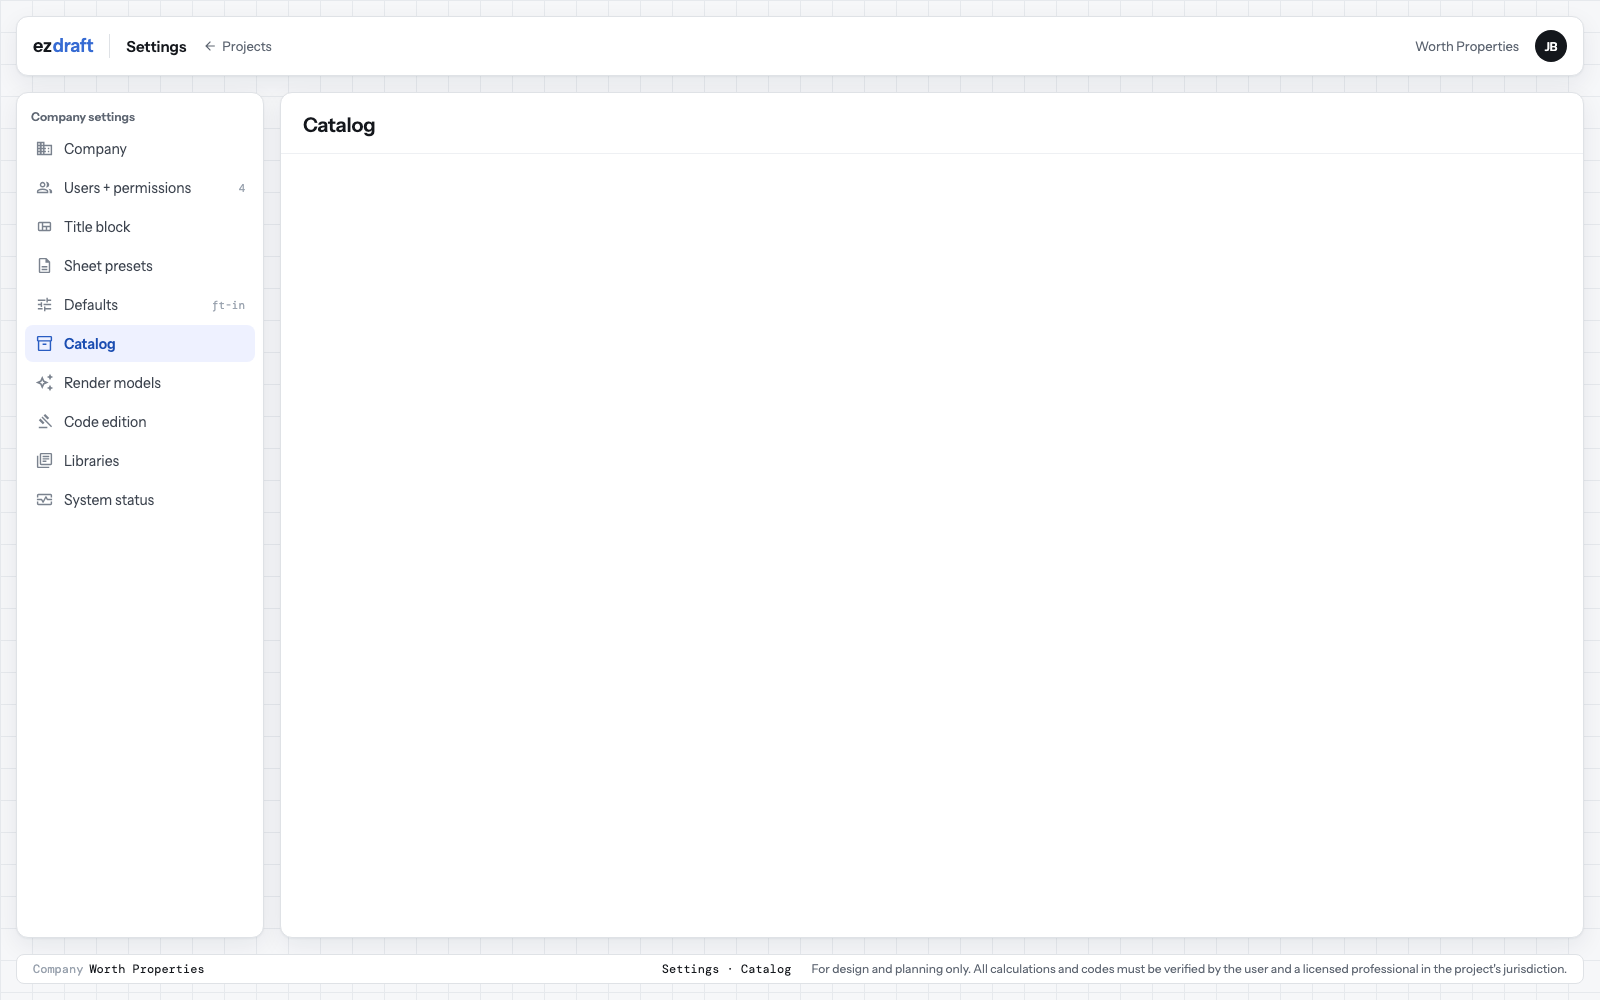 ezdraft
Settings
Projects
Worth Properties
JB
Company settings
Company
Users + permissions 4
Title block
Sheet presets
Defaults ft-in
Catalog
Render models
Code edition
Libraries
System status
Catalog
Company Worth Properties
Settings · Catalog
For design and planning only. All calculations and codes must be verified by the user and a licensed professional in the project's jurisdiction.